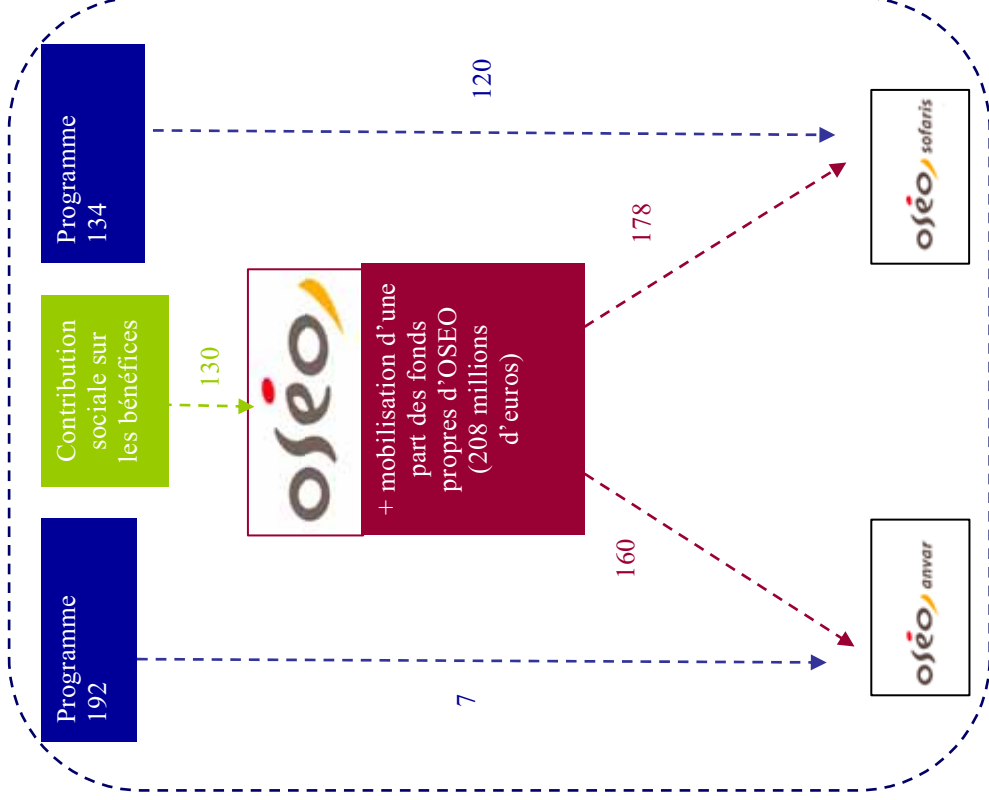 Programme
192
Contribution
sociale sur
les bénéfices
Programme
134
130
oséo
+ mobilisation d’une
part des fonds
propres d’OSEO
(208 millions
d’euros)
7
160
178
120
oséo anvar
oséo sofaris